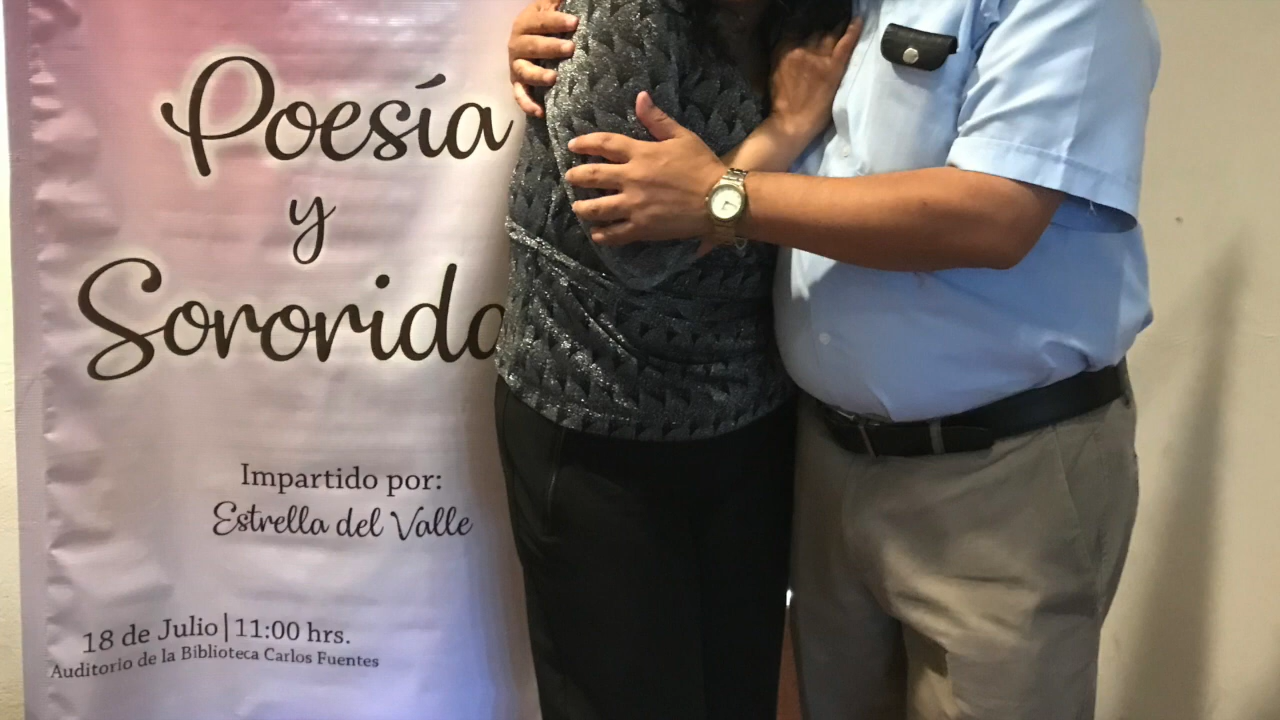 Poesía
y
Sororida
Impartido por:
Estrella del Valle
18 de Julio | 11:00 hrs.
Auditorio de la Biblioteca Carlos Fuentes